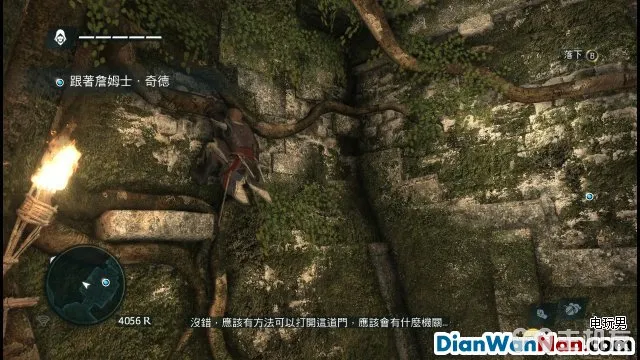 落下 B
跟著詹姆士·奇德
4056 R
沒錯，應該有方法可以打開這道門，應該會有什麼機關...
电玩男
DianWanNan.com